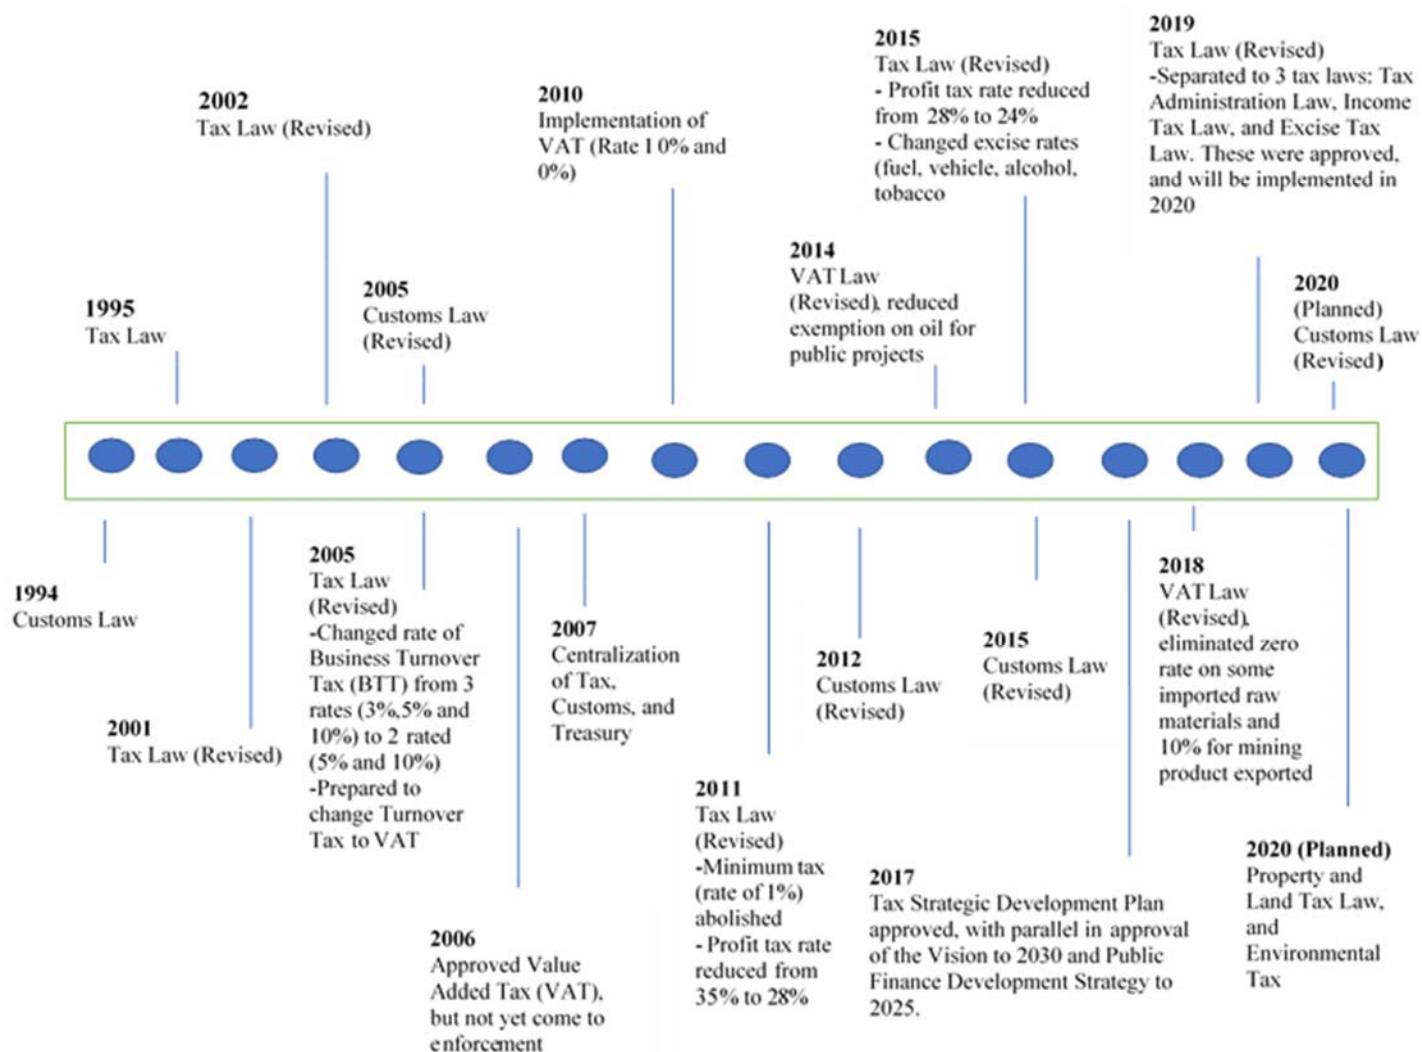 2019
Tax Law (Revised)
-Separated to 3 tax laws: Tax
Administration Law, Income
Tax Law, and Excise Tax
Law. These were approved,
and will be implemented in
2020
2015
Tax Law (Revised)
- Profit tax rate reduced
from 28% to 24%
- Changed excise rates
(fuel, vehicle, alcohol,
tobacco
2010
Implementation of
VAT (Rate 1 0% and
0%)
2002
Tax Law (Revised)
2014
VAT Law
(Revised), reduced
exemption on oil for
public projects
2020
(Planned)
Customs Law
(Revised)
2005
Customs Law
(Revised)
1995
Tax Law
1994
Customs Law
2001
Tax Law (Revised)
2005
Tax Law
(Revised)
-Changed rate of
Business Turnover
Tax (BTT) from 3
rates (3%,5% and
10%) to 2 rated
(5% and 10%)
-Prepared to
change Turnover
Tax to VAT
2006
Approved Value
Added Tax (VAT),
but not yet come to
enforcement
2007
Centralization
of Tax,
Customs, and
Treasury
2011
Tax Law
(Revised)
-Minimum tax
(rate of 1%)
abolished
- Profit tax rate
reduced from
35% to 28%
2012
Customs Law
(Revised)
2015
Customs Law
(Revised)
2017
Tax Strategic Development Plan
approved, with parallel in approval
of the Vision to 2030 and Public
Finance Development Strategy to
2025.
2018
VAT Law
(Revised),
eliminated zero
rate on some
imported raw
materials and
10% for mining
product exported
2020 (Planned)
Property and
Land Tax Law,
and
Environmental
Tax